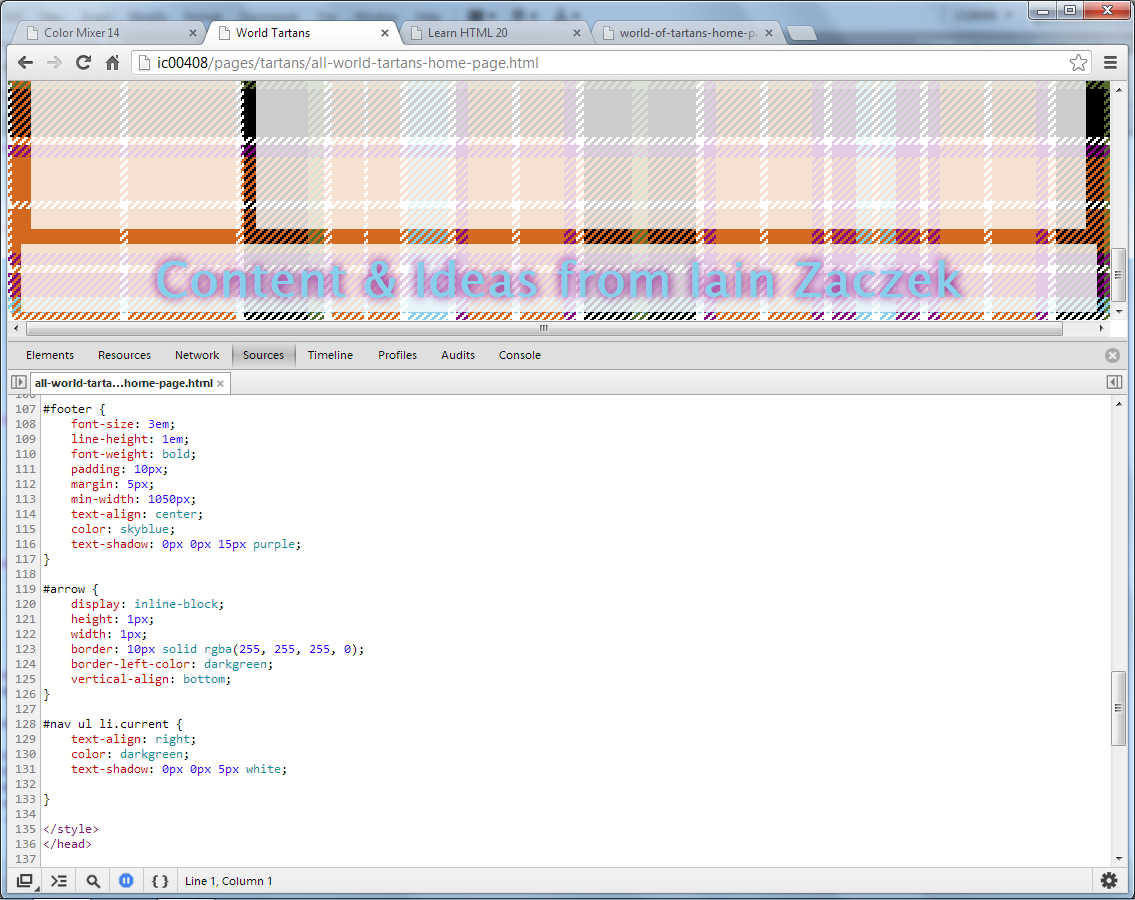 Color Mixer 14
World Tartans
Learn HTML 20
world-of-tartans-home-p
ic00408/pages/tartans/all-world-tartans-home-page.html
Content & Ideas from Iain Zaczek
Elements Resources Network Sources Timeline Profiles Audits Console
all-world-tarta...home-page.html
106
107 #footer {
108 font-size: 3em;
109 line-height: 1em;
110 font-weight: bold;
111 padding: 10px;
112 margin: 5px;
113 min-width: 1050px;
114 text-align: center;
115 color: skyblue;
116 text-shadow: 0px 0px 15px purple;
117 }
118
119 #arrow {
120 display: inline-block;
121 height: 1px;
122 width: 1px;
123 border: 10px solid rgba(255, 255, 255, 0);
124 border-left-color: darkgreen;
125 vertical-align: bottom;
126 }
127
128 #nav ul li.current {
129 text-align: right;
130 color: darkgreen;
131 text-shadow: 0px 0px 5px white;
132
133 }
134
135 </style>
136 </head>
137
{ } Line 1, Column 1